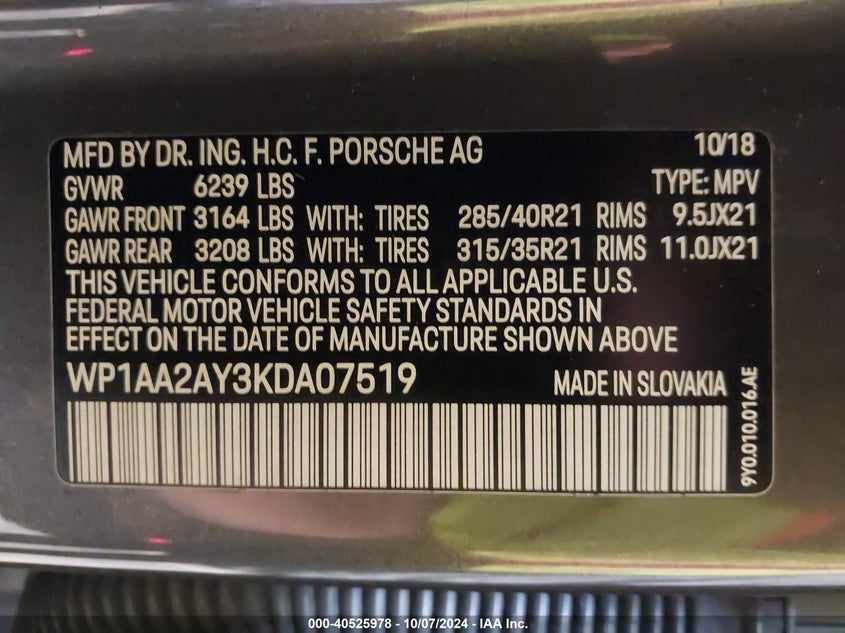 MFD BY DR. ING. H.C. F. PORSCHE AG 10/18
GVWR 6239 LBS TYPE: MPV
GAWR FRONT 3164 LBS WITH: TIRES 285/40R21 RIMS 9.5JX21
GAWR REAR 3208 LBS WITH: TIRES 315/35R21 RIMS 11.0JX21
THIS VEHICLE CONFORMS TO ALL APPLICABLE U.S.
FEDERAL MOTOR VEHICLE SAFETY STANDARDS IN
EFFECT ON THE DATE OF MANUFACTURE SHOWN ABOVE
WP1AA2AY3KDA07519 MADE IN SLOVAKIA
9Y0.010.016.AE
000-40525978 - 10/07/2024 - IAA Inc.